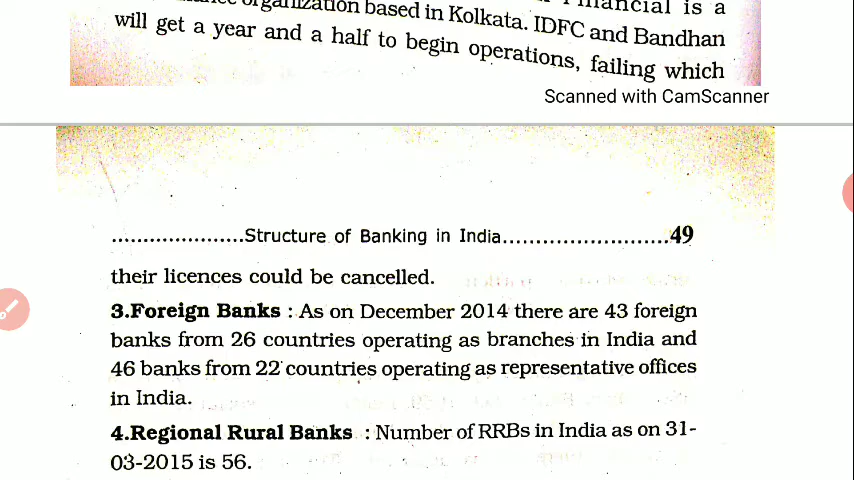 organization based in Kolkata. IDFC and Bandhan
Financial is a
will get a year and a half to begin operations, failing which
Scanned with CamScanner
.....................Structure of Banking in India..........................49
their licences could be cancelled.
3.Foreign Banks : As on December 2014 there are 43 foreign
banks from 26 countries operating as branches in India and
46 banks from 22 countries operating as representative offices
in India.
4.Regional Rural Banks : Number of RRBs in India as on 31-
03-2015 is 56.